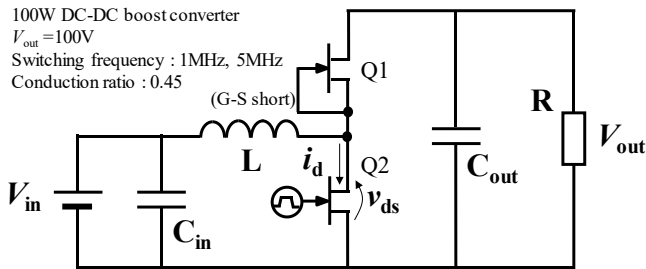 100W DC-DC boost converter
Vout =100V
Switching frequency : 1MHz, 5MHz
Conduction ratio : 0.45
(G-S short)
Q1
L
id
Q2
vds
Vin
Cin
Cout
R
Vout